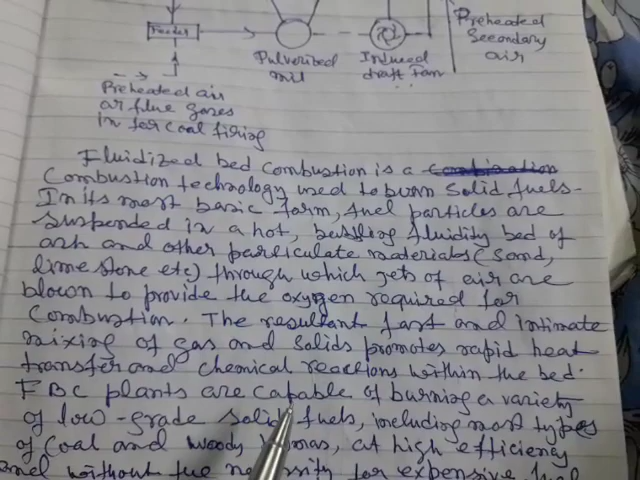 Feeder
Pulverized
mill
Induced
draft fan
Preheated
Secondary
air
Preheated air
or flue gases
in for coal firing
Fluidized bed combustion is a
Combustion technology used to burn solid fuels.
In its most basic form, fuel particles are
suspended in a hot, bubbling fluidity bed of
ash and other particulate materials (sand,
limestone etc) through which jets of air are
blown to provide the oxygen required for
Combustion. The resultant fast and intimate
mixing of gas and solids promotes rapid heat
transfer and chemical reactions within the bed.
FBC plants are capable of burning a variety
of low-grade solid fuels, including most types
of coal and woody at high efficiency
and without the necessity for expensive fuel